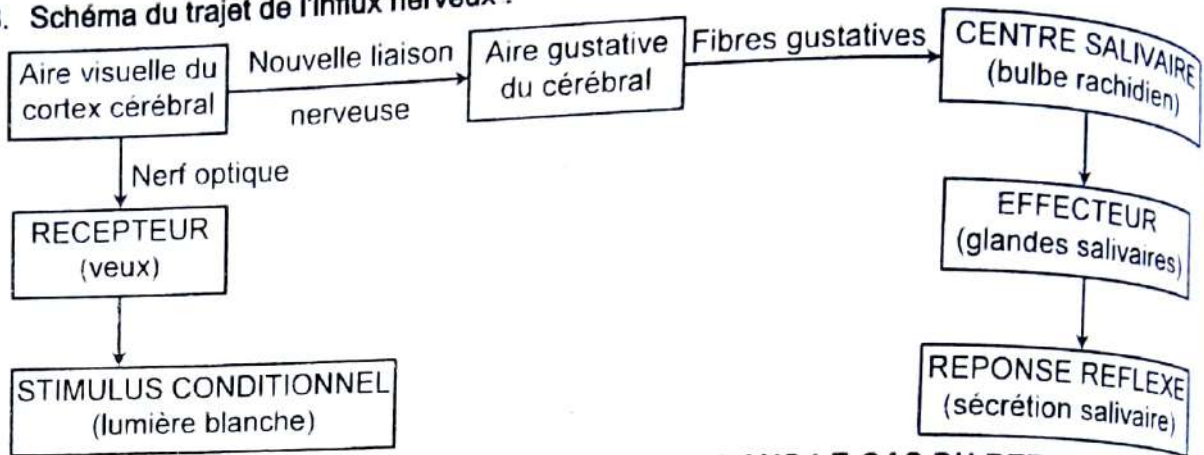 Schéma du trajet de l'influx nerveux :
Aire visuelle du
cortex cérébral
Nouvelle liaison
nerveuse
Aire gustative
du cérébral
Fibres gustatives
CENTRE SALIVAIRE
(bulbe rachidien)
Nerf optique
RECEPTEUR
(veux)
EFFECTEUR
(glandes salivaires)
STIMULUS CONDITIONNEL
(lumière blanche)
REPONSE REFLEXE
(sécrétion salivaire)